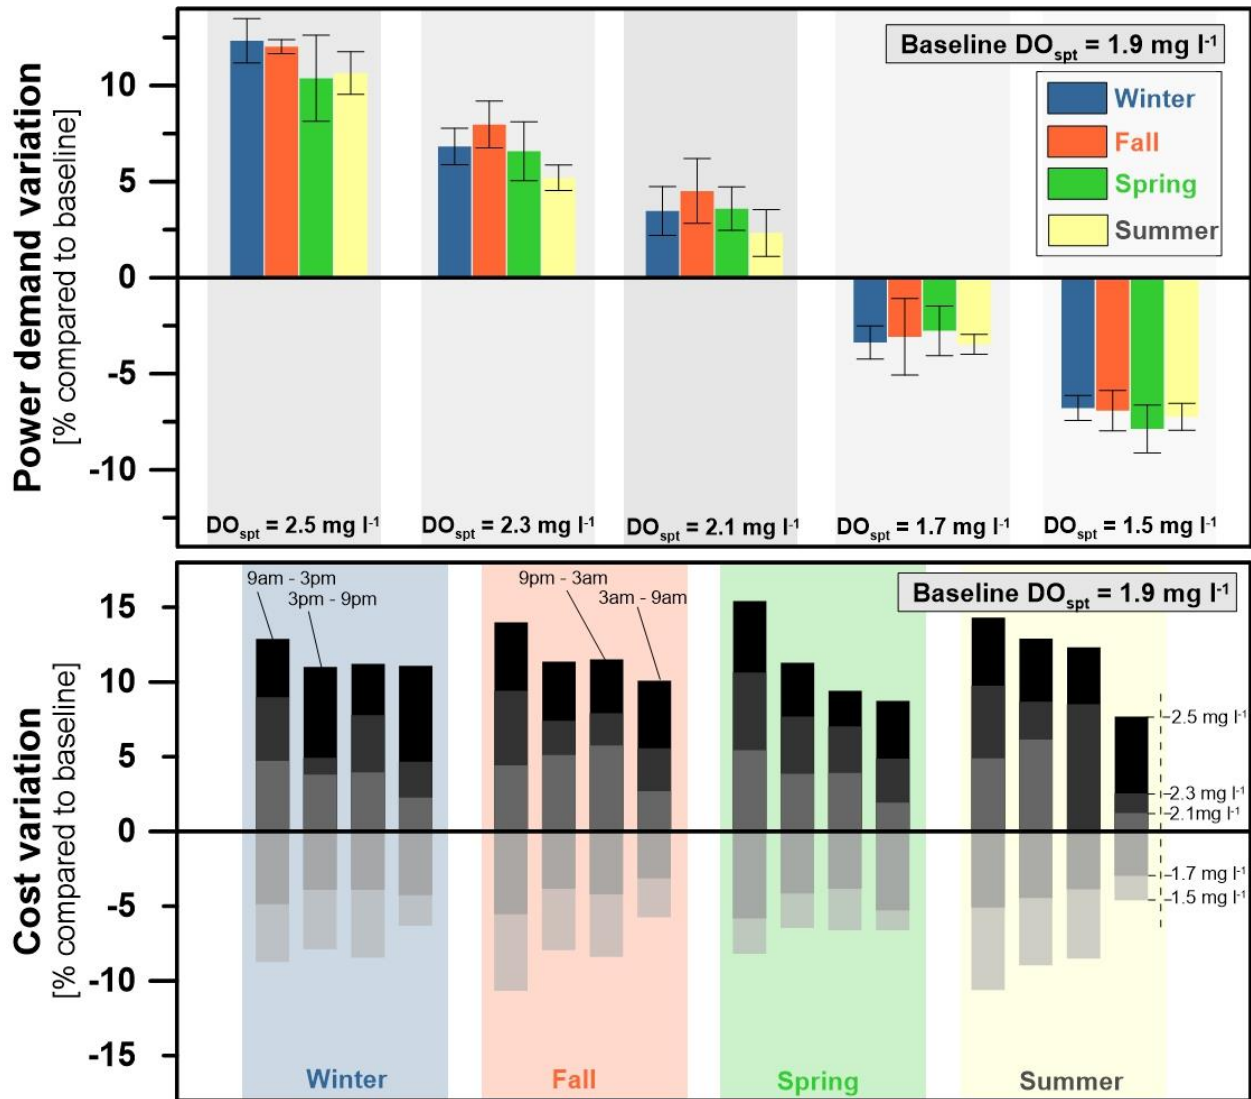 Power demand variation
[% compared to baseline]
10
5
0
-5
-10
Baseline DOspt = 1.9 mg l-1
Winter
Fall
Spring
Summer
DOspt = 2.5 mg l-1
DOspt = 2.3 mg l-1
DOspt = 2.1 mg l-1
DOspt = 1.7 mg l-1
DOspt = 1.5 mg l-1
Cost variation
[% compared to baseline]
15
10
5
0
-5
-10
-15
9am - 3pm
3pm - 9pm
9pm - 3am
3am - 9am
Baseline DOspt = 1.9 mg l-1
2.5 mg l-1
2.3 mg l-1
2.1mg l-1
1.7 mg l-1
1.5 mg l-1
Winter
Fall
Spring
Summer